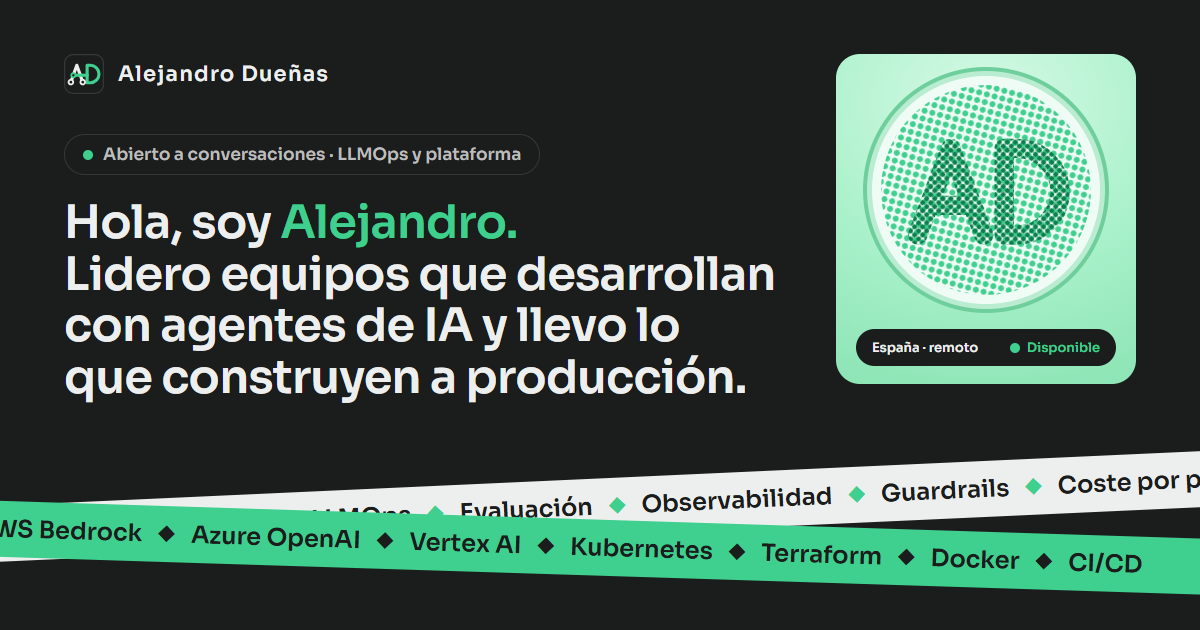 AD Alejandro Dueñas
Abierto a conversaciones · LLMOps y plataforma
Hola, soy Alejandro.
Lidero equipos que desarrollan
con agentes de IA y llevo lo
que construyen a producción.
AD
España · remoto Disponible
Evaluación ◆ Observabilidad ◆ Guardrails ◆ Coste por p
WS Bedrock ◆ Azure OpenAI ◆ Vertex AI ◆ Kubernetes ◆ Terraform ◆ Docker ◆ CI/CD